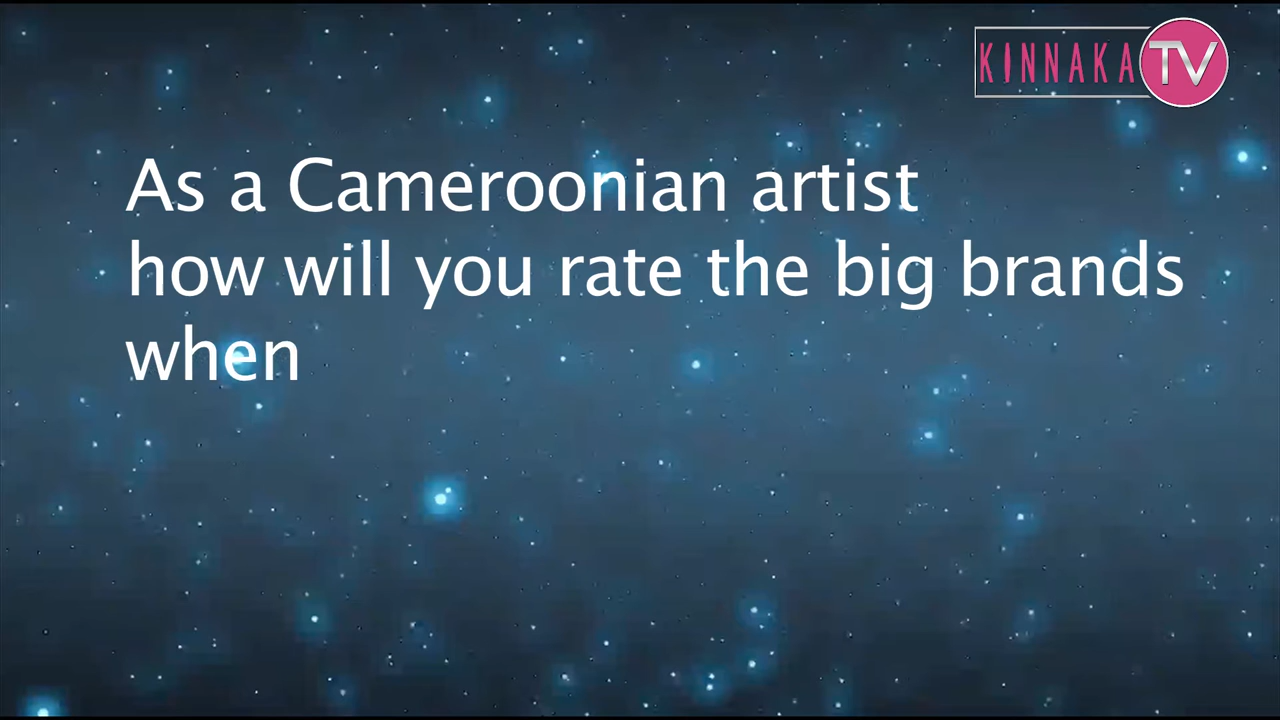 KINNAKA TV
As a Cameroonian artist
how will you rate the big brands
when